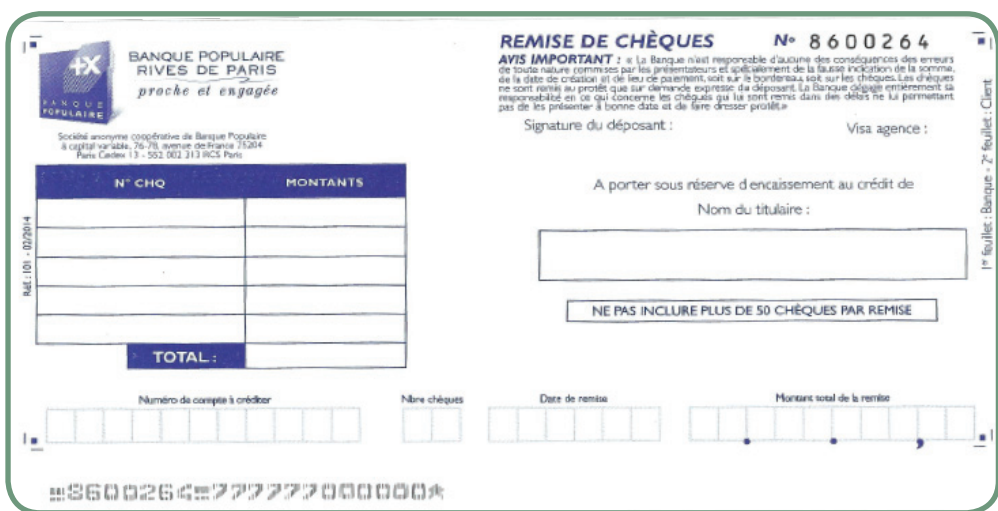 +X
BANQUE
POPULAIRE
BANQUE POPULAIRE
RIVES DE PARIS
proche et engagée
Société anonyme coopérative de Banque Populaire
à capital variable, 76-78, avenue de France 75204
Paris Cedex 13 - 552 002 313 RCS Paris
REMISE DE CHÈQUES N° 8600264
AVIS IMPORTANT : « La Banque n'est responsable d'aucune des conséquences des erreurs
de toute nature commises par les présentateurs et spécialement de la fausse indication de la somme,
de la date de création et de lieu de paiement, soit sur le bordereau, soit sur les chèques. Les chèques
ne sont remis au protêt que sur demande expresse du déposant. La Banque dégage entièrement sa
responsabilité en ce qui concerne les chèques qui lui sont remis dans des délais ne lui permettant
pas de les présenter à bonne date et de faire dresser protêt.»
Signature du déposant :
Visa agence :
N° CHQ MONTANTS
TOTAL :
A porter sous réserve d'encaissement au crédit de
Nom du titulaire :
NE PAS INCLURE PLUS DE 50 CHÈQUES PAR REMISE
Réf. : 101 - 02/2014
1er feuillet : Banque - 2e feuillet : Client
Numéro de compte à créditer
Nbre chèques
Date de remise
Montant total de la remise
8600264 777777000000